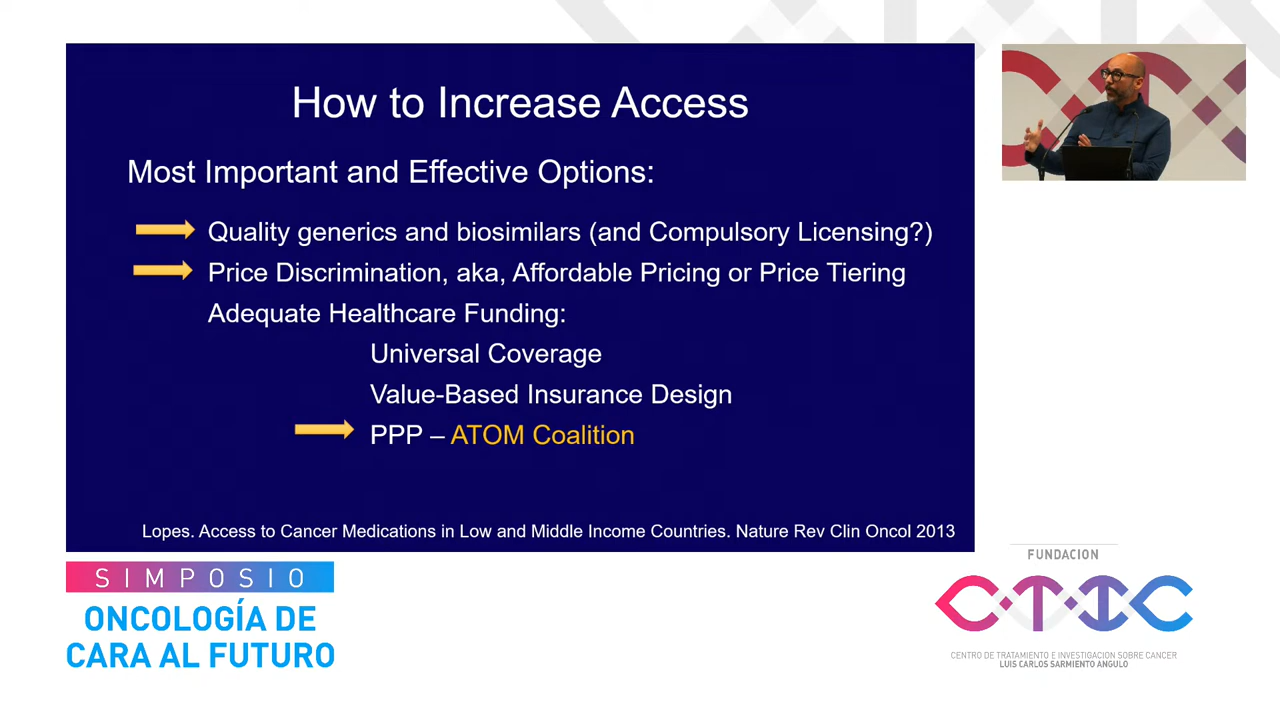 How to Increase Access
Most Important and Effective Options:
Quality generics and biosimilars (and Compulsory Licensing?)
Price Discrimination, aka, Affordable Pricing or Price Tiering
Adequate Healthcare Funding:
Universal Coverage
Value-Based Insurance Design
PPP – ATOM Coalition
Lopes. Access to Cancer Medications in Low and Middle Income Countries. Nature Rev Clin Oncol 2013
SIMPOSIO
ONCOLOGÍA DE
CARA AL FUTURO
FUNDACION
C·T·I·C
CENTRO DE TRATAMIENTO E INVESTIGACION SOBRE CANCER
LUIS CARLOS SARMIENTO ANGULO